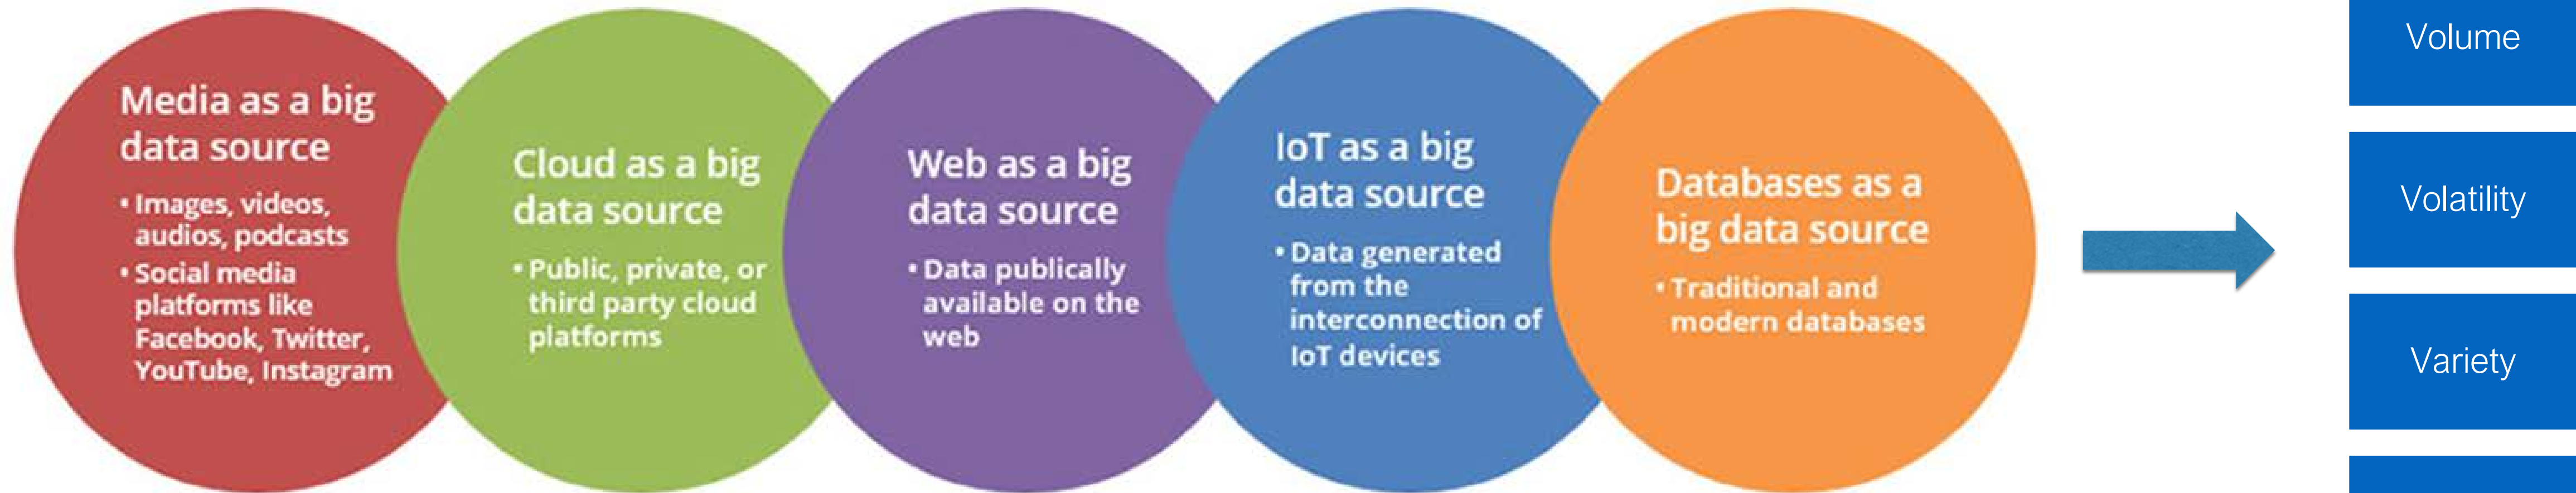 Media as a big
data source
• Images, videos,
audios, podcasts
• Social media
platforms like
Facebook, Twitter,
YouTube, Instagram
Cloud as a big
data source
• Public, private, or
third party cloud
platforms
Web as a big
data source
• Data publically
available on the
web
IoT as a big
data source
• Data generated
from the
interconnection of
IoT devices
Databases as a
big data source
• Traditional and
modern databases
Volume
Volatility
Variety